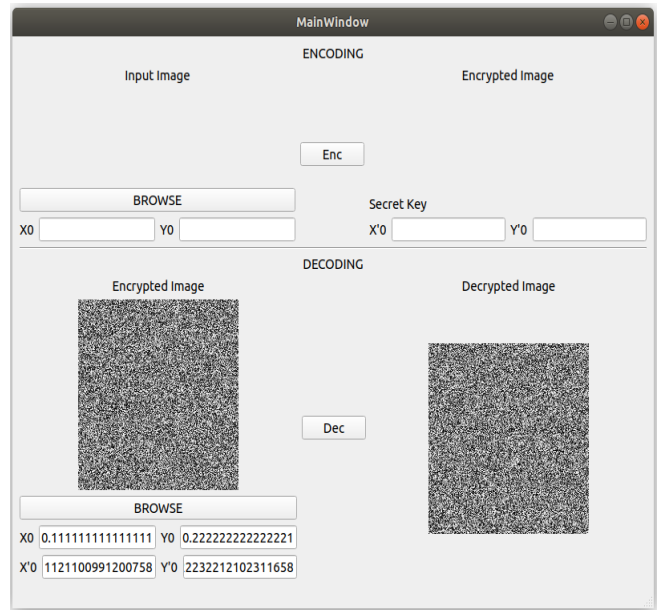 MainWindow
ENCODING
Input Image Encrypted Image
Enc
BROWSE
Secret Key
X0 Y0 X'0 Y'0
DECODING
Encrypted Image Decrypted Image
Dec
BROWSE
X0 0.111111111111111 Y0 0.222222222222221
X'0 1121100991200758 Y'0 2232212102311658